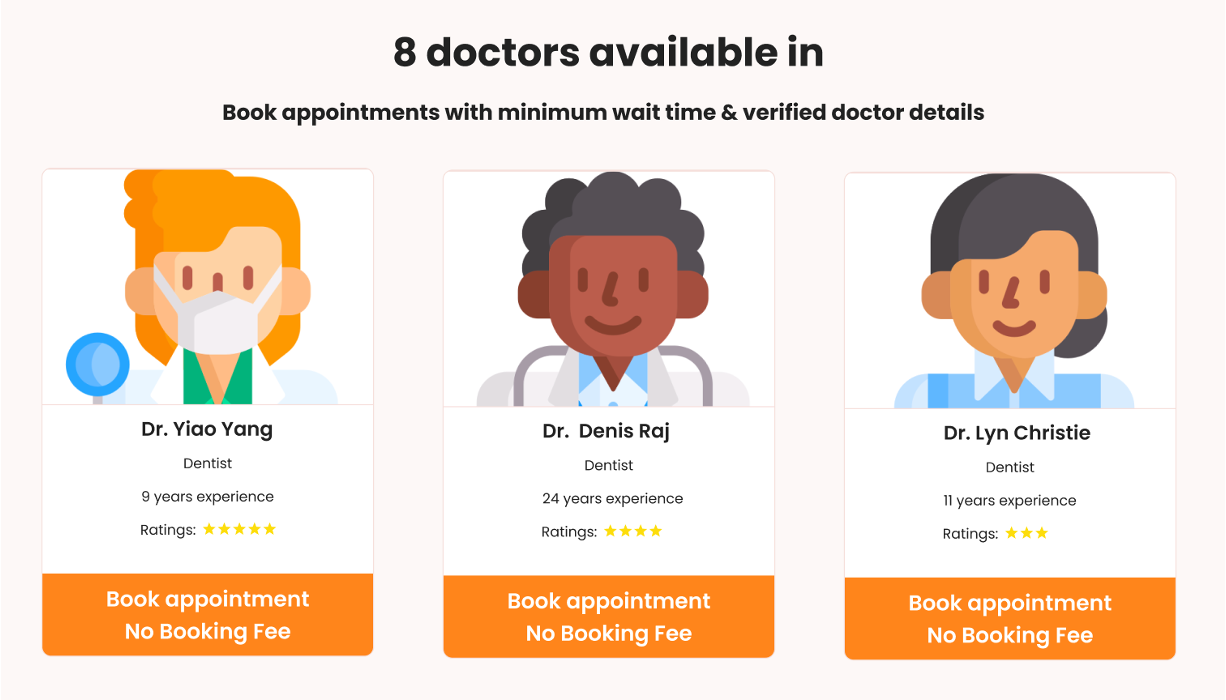 8 doctors available in
Book appointments with minimum wait time & verified doctor details
Dr. Yiao Yang
Dentist
9 years experience
Ratings: ★★★★★
Book appointment
No Booking Fee
Dr.  Denis Raj
Dentist
24 years experience
Ratings: ★★★★
Book appointment
No Booking Fee
Dr. Lyn Christie
Dentist
11 years experience
Ratings: ★★★
Book appointment
No Booking Fee